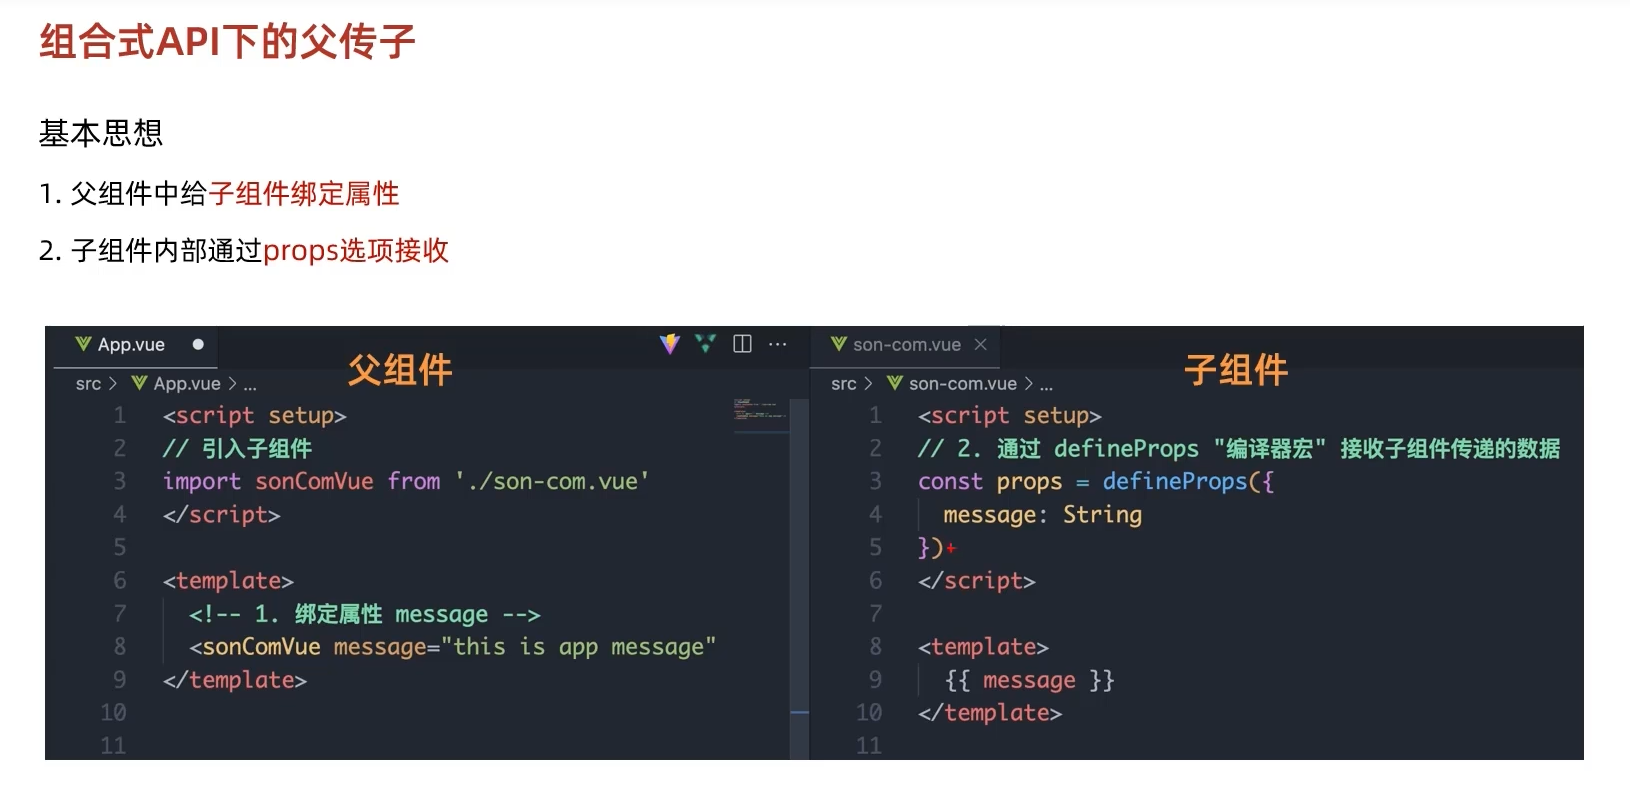 组合式API下的父传子
基本思想
1. 父组件中给子组件绑定属性
2. 子组件内部通过props选项接收
App.vue
父组件
src > App.vue > ...
1 <script setup>
2 // 引入子组件
3 import sonComVue from './son-com.vue'
4 </script>
5
6 <template>
7 <!-- 1. 绑定属性 message -->
8 <sonComVue message="this is app message"
9 </template>
10
11
son-com.vue
子组件
src > son-com.vue > ...
1 <script setup>
2 // 2. 通过 defineProps "编译器宏" 接收子组件传递的数据
3 const props = defineProps({
4 message: String
5 })+
6 </script>
7
8 <template>
9 {{ message }}
10 </template>
11